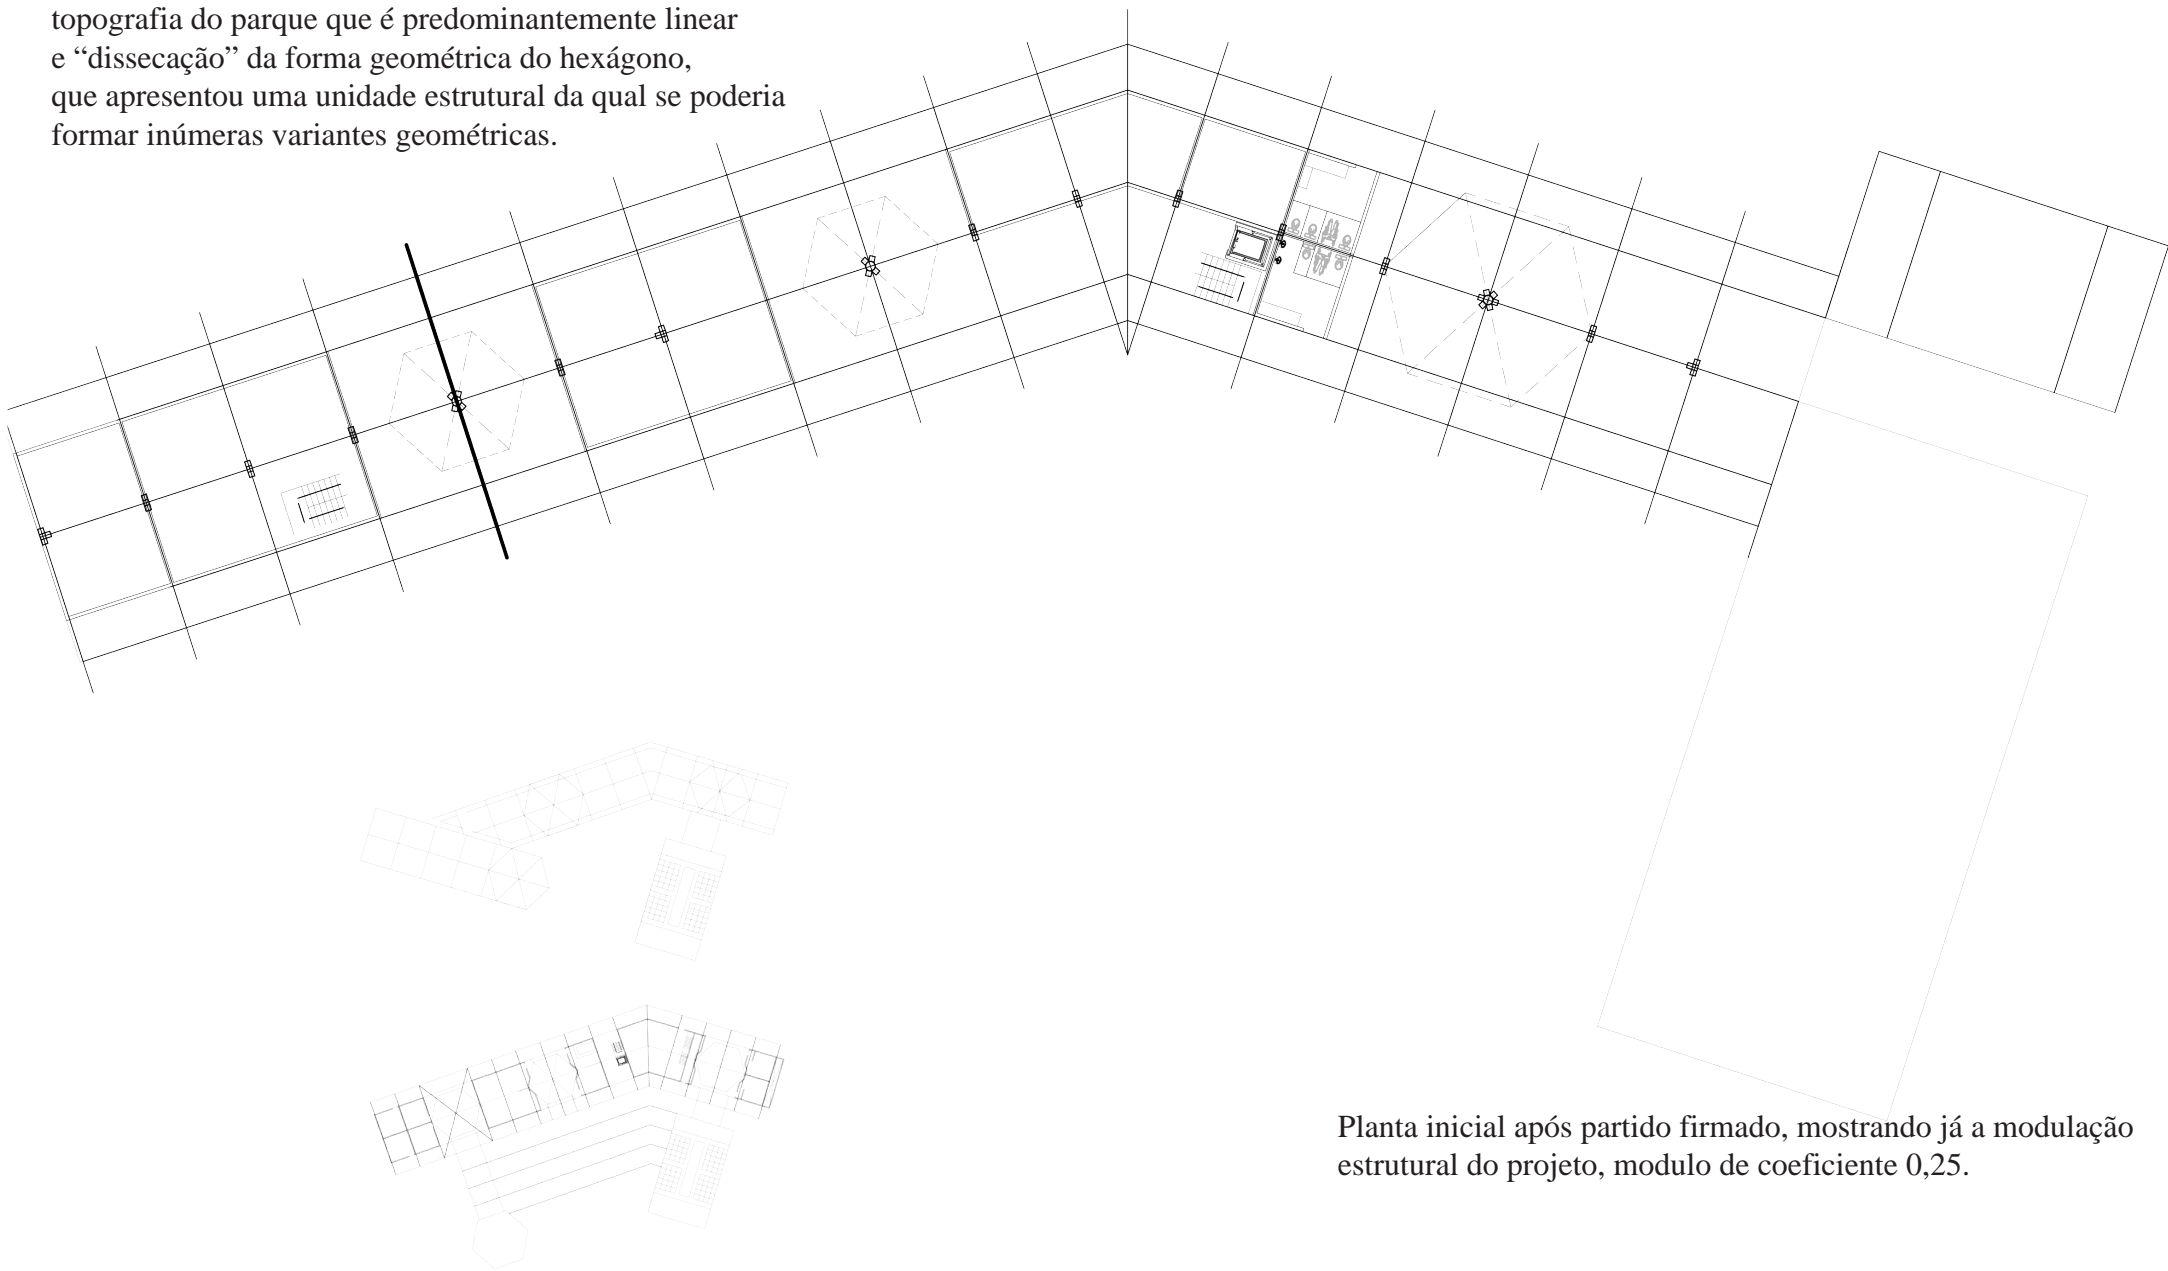 topografia do parque que é predominantemente linear
e “dissecação” da forma geométrica do hexágono,
que apresentou uma unidade estrutural da qual se poderia
formar inúmeras variantes geométricas.
Planta inicial após partido firmado, mostrando já a modulação
estrutural do projeto, modulo de coeficiente 0,25.